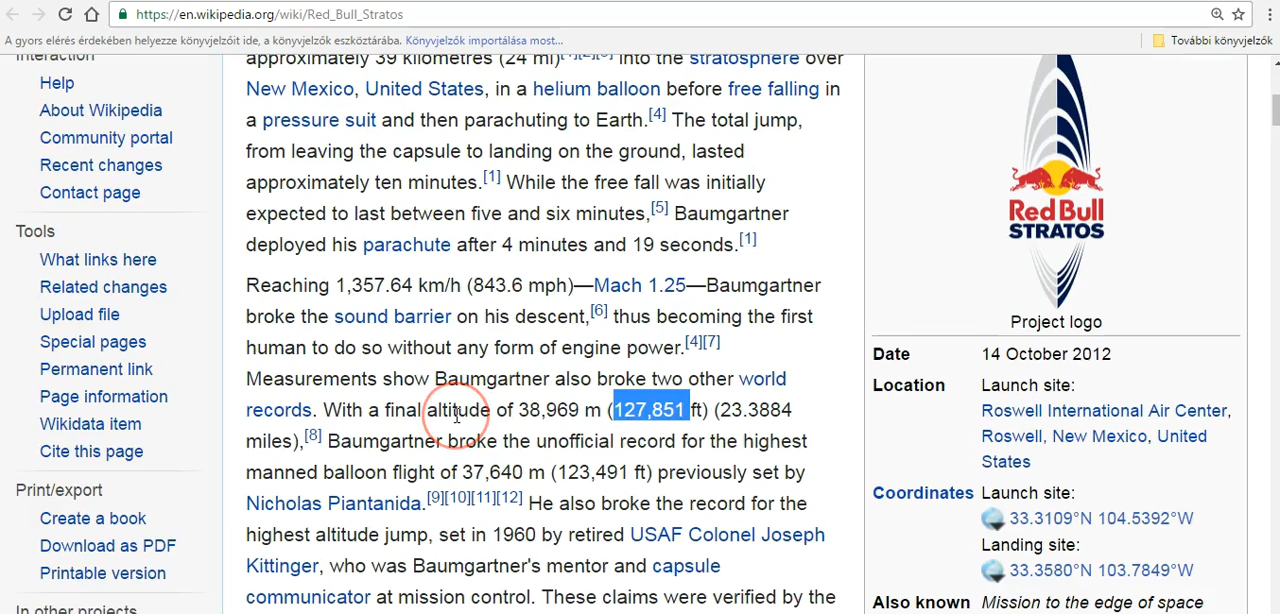 https://en.wikipedia.org/wiki/Red_Bull_Stratos
A gyors elérés érdekében helyezze könyvjelzőit ide, a könyvjelzők eszköztárába. Könyvjelzők importálása most...
További könyvjelzők
Interaction
Help
About Wikipedia
Community portal
Recent changes
Contact page
Tools
What links here
Related changes
Upload file
Special pages
Permanent link
Page information
Wikidata item
Cite this page
Print/export
Create a book
Download as PDF
Printable version
In other projects
approximately 39 kilometres (24 mi)[1][2][3] into the stratosphere over
New Mexico, United States, in a helium balloon before free falling in
a pressure suit and then parachuting to Earth.[4] The total jump,
from leaving the capsule to landing on the ground, lasted
approximately ten minutes.[1] While the free fall was initially
expected to last between five and six minutes,[5] Baumgartner
deployed his parachute after 4 minutes and 19 seconds.[1]
Reaching 1,357.64 km/h (843.6 mph)—Mach 1.25—Baumgartner
broke the sound barrier on his descent,[6] thus becoming the first
human to do so without any form of engine power.[4][7]
Measurements show Baumgartner also broke two other world
records. With a final altitude of 38,969 m (127,851 ft) (23.3884
miles),[8] Baumgartner broke the unofficial record for the highest
manned balloon flight of 37,640 m (123,491 ft) previously set by
Nicholas Piantanida.[9][10][11][12] He also broke the record for the
highest altitude jump, set in 1960 by retired USAF Colonel Joseph
Kittinger, who was Baumgartner's mentor and capsule
communicator at mission control. These claims were verified by the
Red Bull
STRATOS
Project logo
Date 14 October 2012
Location Launch site:
Roswell International Air Center,
Roswell, New Mexico, United
States
Coordinates Launch site:
33.3109°N 104.5392°W
Landing site:
33.3580°N 103.7849°W
Also known Mission to the edge of space